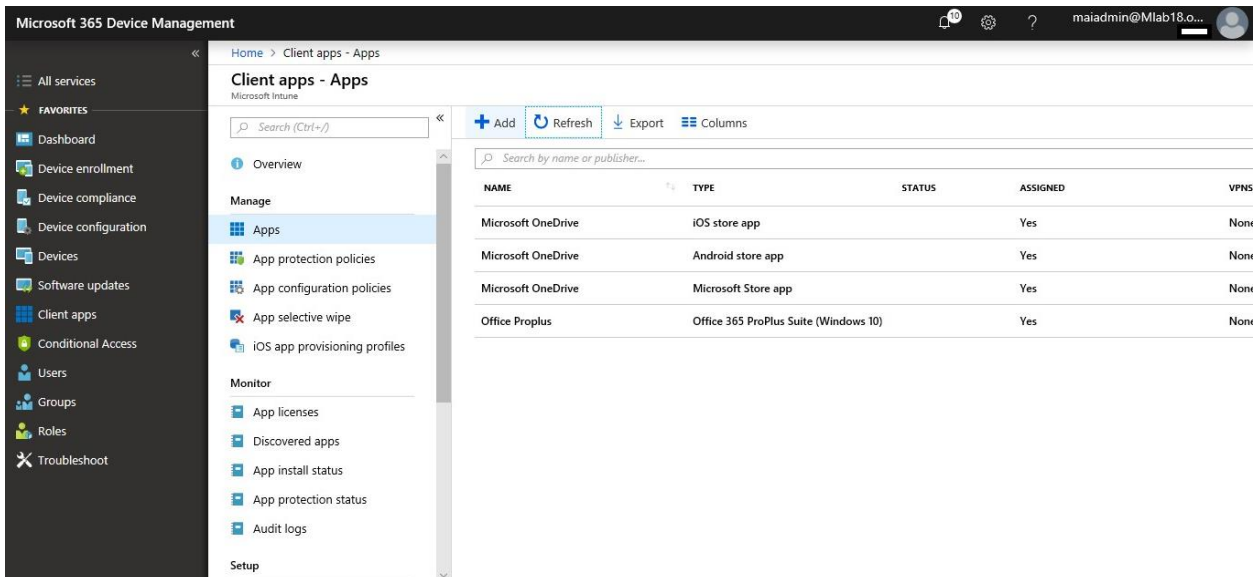 Microsoft 365 Device Management
10
?
maiadmin@Mlab18.o...
«
All services
FAVORITES
Dashboard
Device enrollment
Device compliance
Device configuration
Devices
Software updates
Client apps
Conditional Access
Users
Groups
Roles
Troubleshoot
Home > Client apps - Apps
Client apps - Apps
Microsoft Intune
Search (Ctrl+/)
«
Overview
Manage
Apps
App protection policies
App configuration policies
App selective wipe
iOS app provisioning profiles
Monitor
App licenses
Discovered apps
App install status
App protection status
Audit logs
Setup
Add Refresh Export Columns
Search by name or publisher...
NAME TYPE STATUS ASSIGNED VPNS
Microsoft OneDrive iOS store app Yes None
Microsoft OneDrive Android store app Yes None
Microsoft OneDrive Microsoft Store app Yes None
Office Proplus Office 365 ProPlus Suite (Windows 10) Yes None